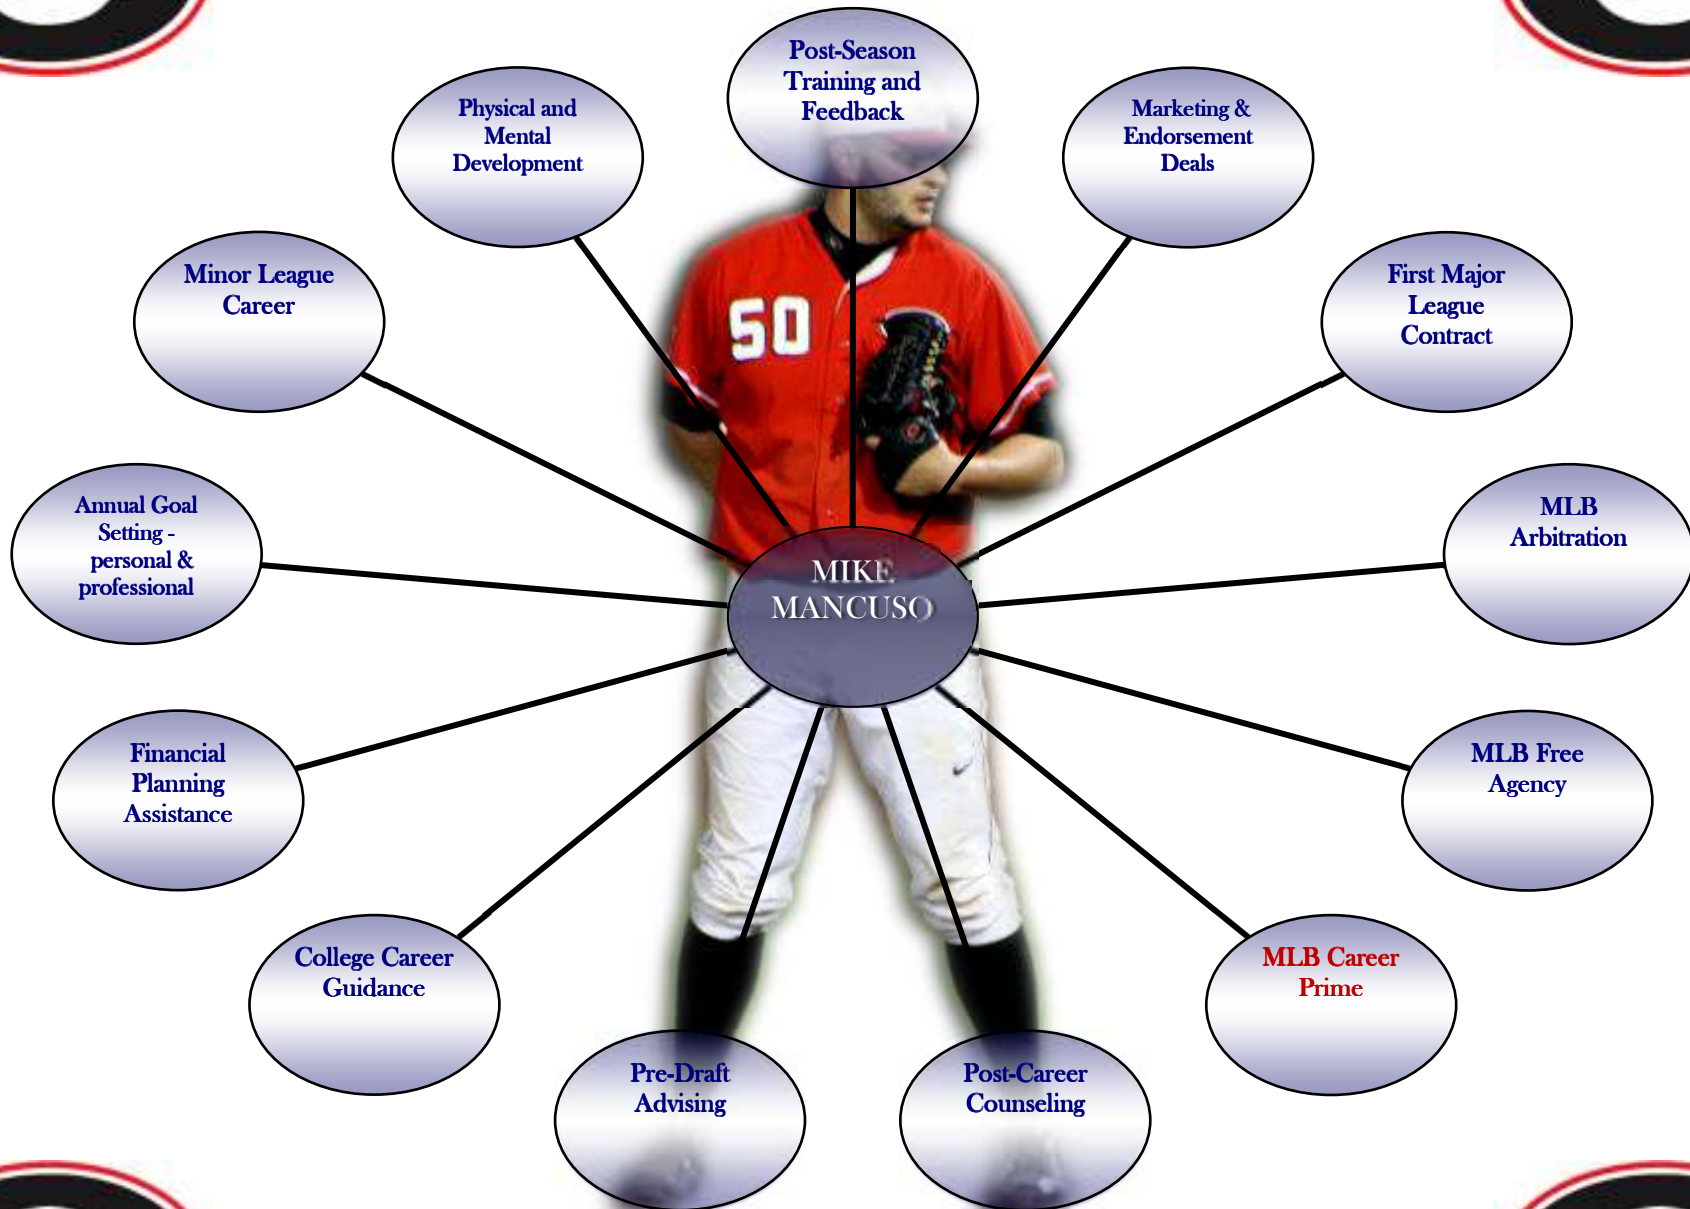 Post-Season
Training and
Feedback
Physical and
Mental
Development
Marketing &
Endorsement
Deals
Minor League
Career
First Major
League
Contract
50
Annual Goal
Setting -
personal &
professional
MLB
Arbitration
MIKE
MANCUSO
Financial
Planning
Assistance
MLB Free
Agency
College Career
Guidance
MLB Career
Prime
Pre-Draft
Advising
Post-Career
Counseling